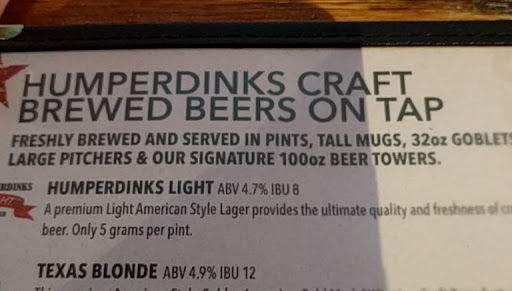 HUMPERDINKS CRAFT
BREWED BEERS ON TAP
FRESHLY BREWED AND SERVED IN PINTS, TALL MUGS, 32oz GOBLETS
LARGE PITCHERS & OUR SIGNATURE 100oz BEER TOWERS.
HUMPERDINKS LIGHT ABV 4.7% IBU 8
A premium Light American Style Lager provides the ultimate quality and freshness of
beer. Only 5 grams per pint.
TEXAS BLONDE ABV 4.9% IBU 12